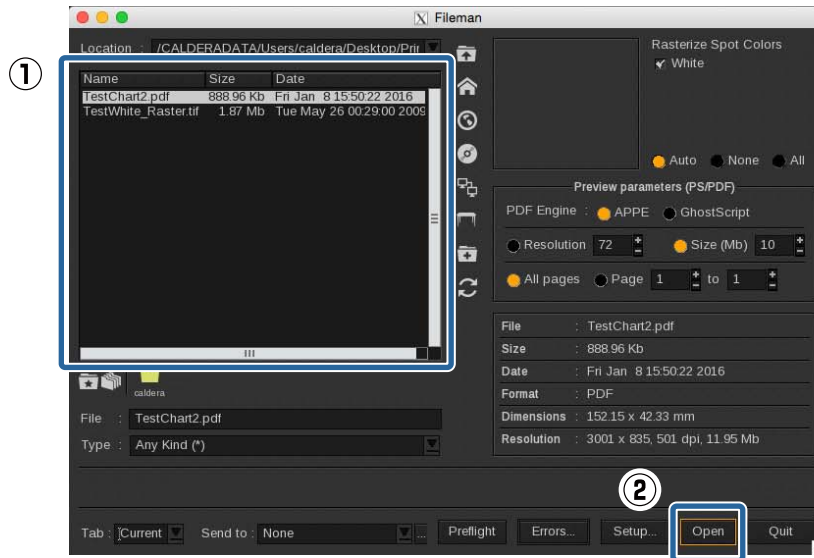 Fileman
①
Location : /CALDERADATA/Users/caldera/Desktop/Prir
Name Size Date
TestChart2.pdf 888.96 Kb Fri Jan 8 15:50:22 2016
TestWhite_Raster.tif 1.87 Mb Tue May 26 00:29:00 2009
caldera
File : TestChart2.pdf
Type : Any Kind (*)
Rasterize Spot Colors
White
Auto None All
Preview parameters (PS/PDF)
PDF Engine : APPE GhostScript
Resolution 72 Size (Mb) 10
All pages Page 1 to 1
File : TestChart2.pdf
Size : 888.96 Kb
Date : Fri Jan 8 15:50:22 2016
Format : PDF
Dimensions : 152.15 x 42.33 mm
Resolution : 3001 x 835, 501 dpi, 11.95 Mb
②
Tab : Current Send to : None ... Preflight Errors... Setup... Open Quit